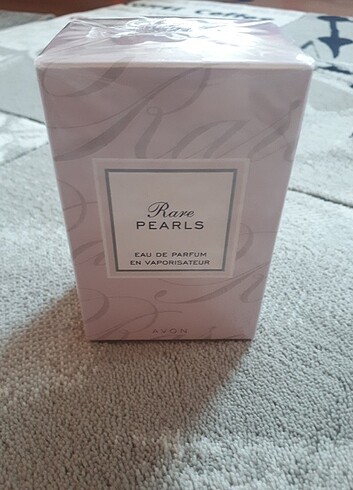 Rare
PEARLS
EAU DE PARFUM
EN VAPORISATEUR
AVON